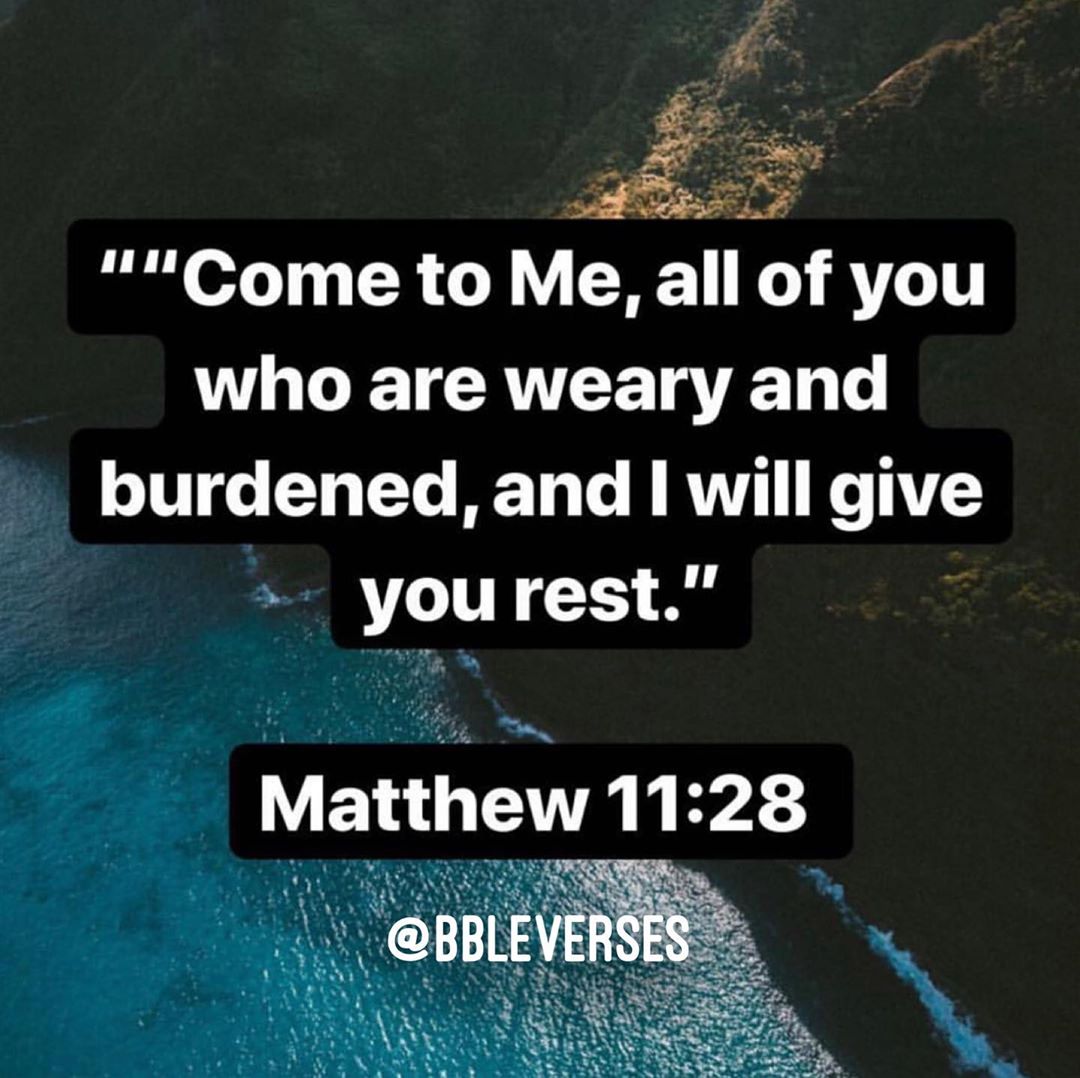 ““Come to Me, all of you
who are weary and
burdened, and I will give
you rest.”
Matthew 11:28
@BBLEVERSES